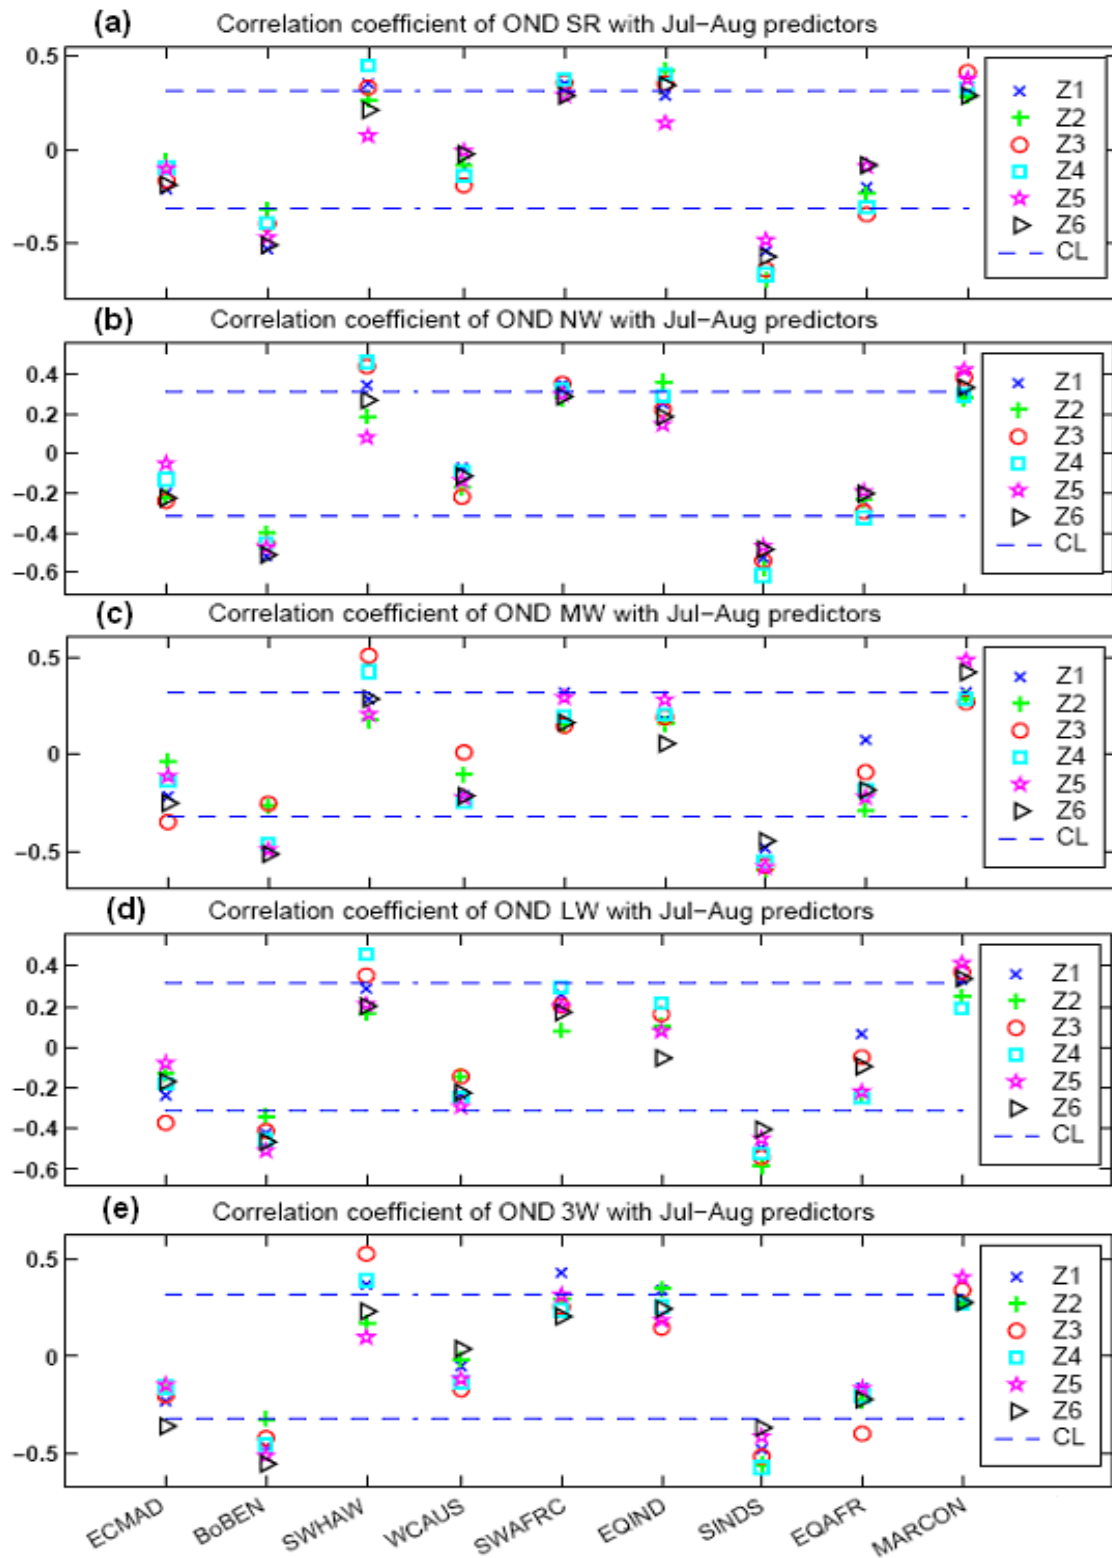 (a) Correlation coefficient of OND SR with Jul–Aug predictors
0.5
0
−0.5
Z1
Z2
Z3
Z4
Z5
Z6
CL
(b) Correlation coefficient of OND NW with Jul–Aug predictors
0.4
0.2
0
−0.2
−0.4
−0.6
Z1
Z2
Z3
Z4
Z5
Z6
CL
(c) Correlation coefficient of OND MW with Jul–Aug predictors
0.5
0
−0.5
Z1
Z2
Z3
Z4
Z5
Z6
CL
(d) Correlation coefficient of OND LW with Jul–Aug predictors
0.4
0.2
0
−0.2
−0.4
−0.6
Z1
Z2
Z3
Z4
Z5
Z6
CL
(e) Correlation coefficient of OND 3W with Jul–Aug predictors
0.5
0
−0.5
Z1
Z2
Z3
Z4
Z5
Z6
CL
ECMAD BoBEN SWHAW WCAUS SWAFRC EQIND SINDS EQAFR MARCON